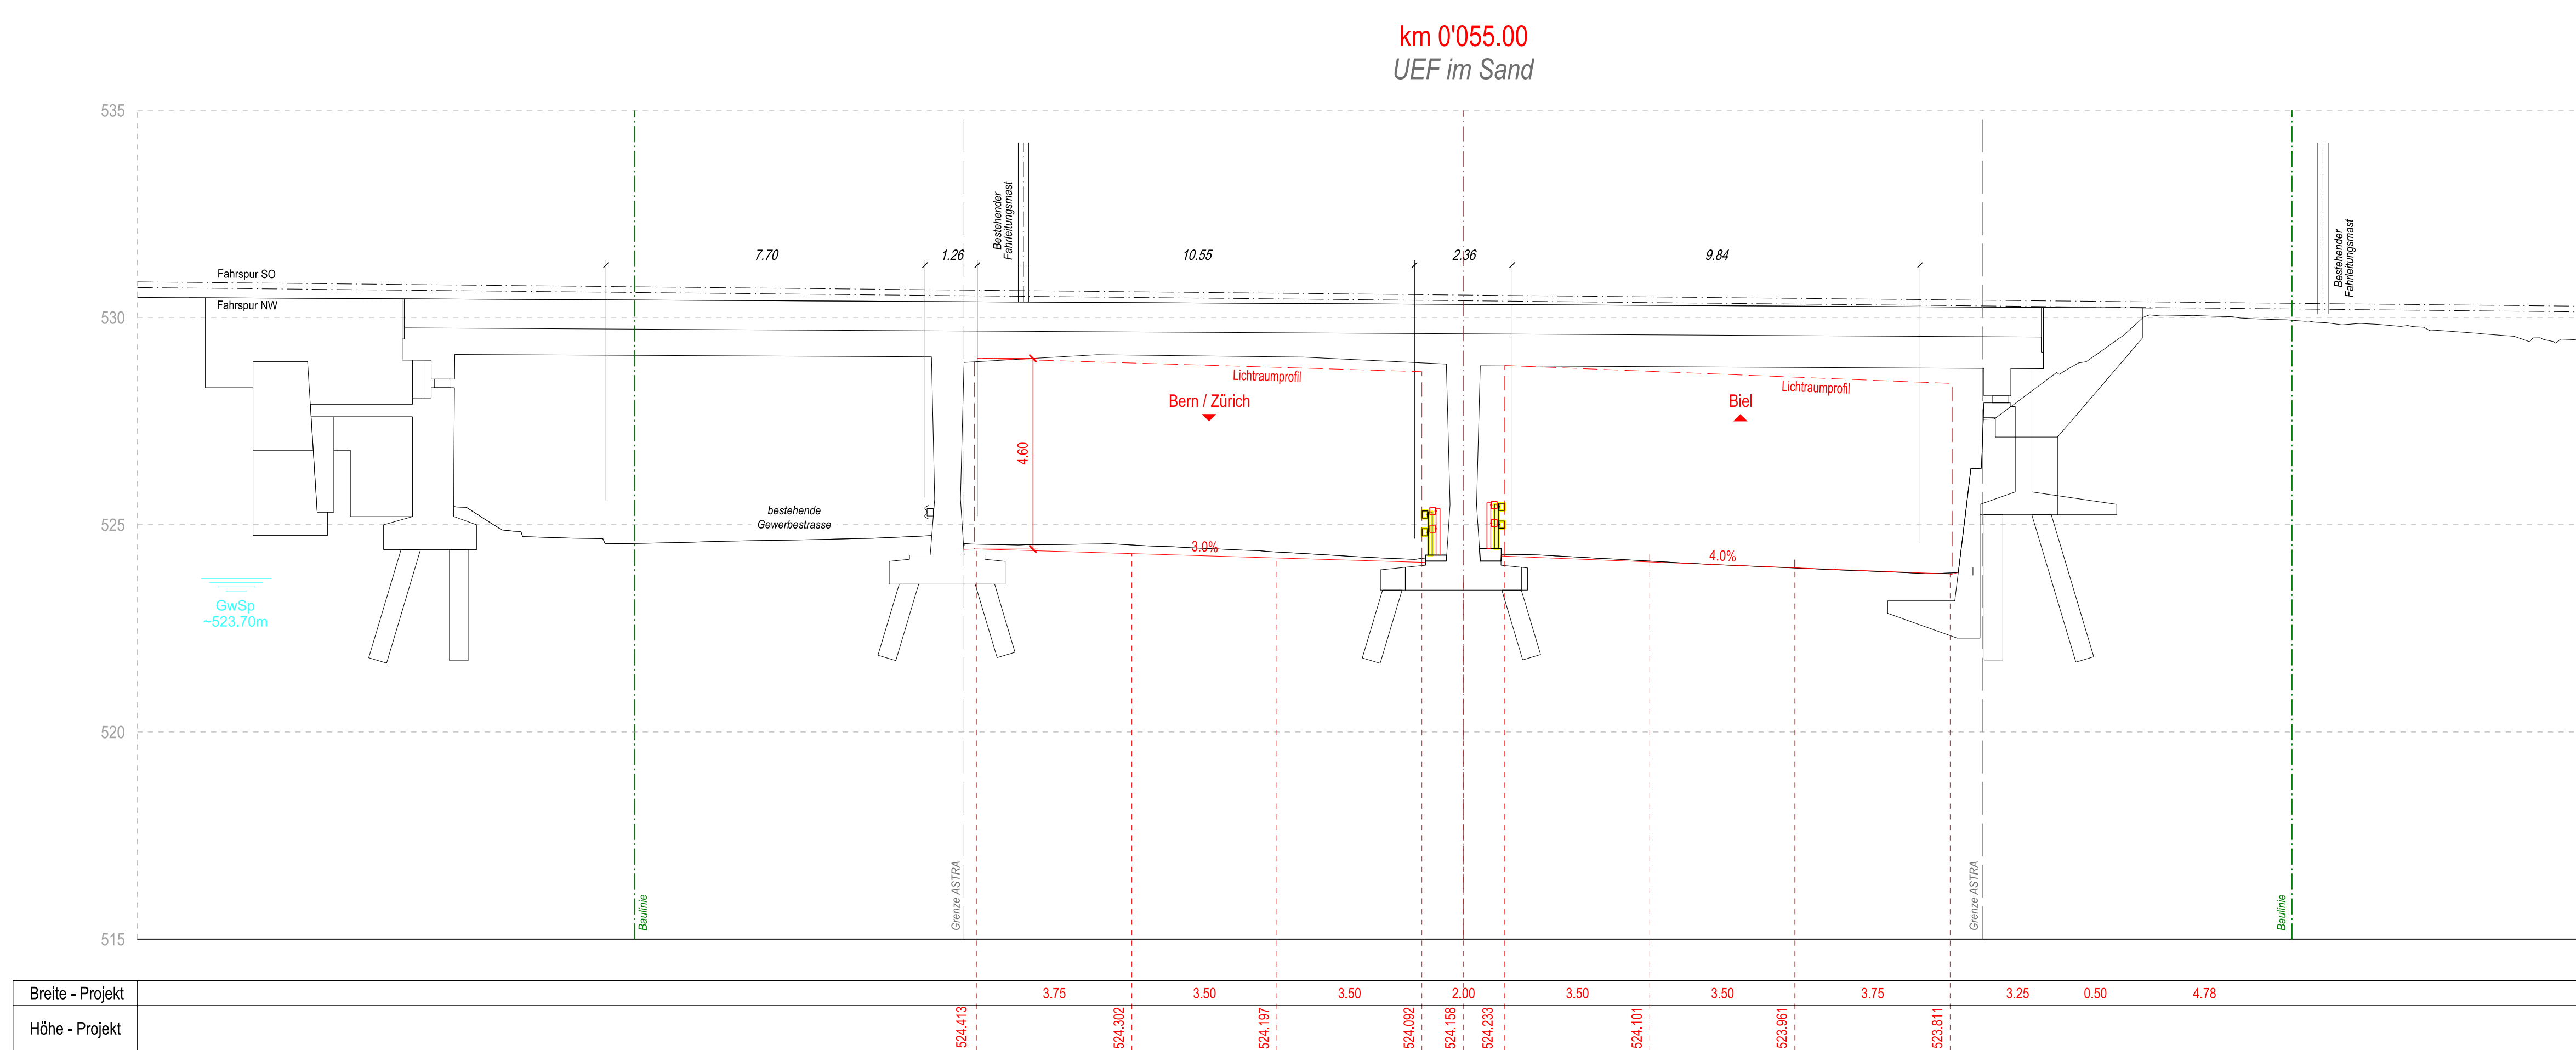 km 0'055.00
UEF im Sand
535
530
525
520
515
Bestehender
Fahrleitungsmast
Bestehender
Fahrleitungsmast
7.70
1.26
10.55
2.36
9.84
Fahrspur SO
Fahrspur NW
Lichtraumprofil
Lichtraumprofil
Bern / Zürich
Biel
4.60
bestehende
Gewerbestrasse
3.0%
4.0%
GwSp
~523.70m
Baulinie
Grenze ASTRA
Grenze ASTRA
Baulinie
Breite - Projekt
3.75
3.50
3.50
2.00
3.50
3.50
3.75
3.25
0.50
4.78
Höhe - Projekt
524.413
524.302
524.197
524.092
524.158
524.233
524.101
523.961
523.811